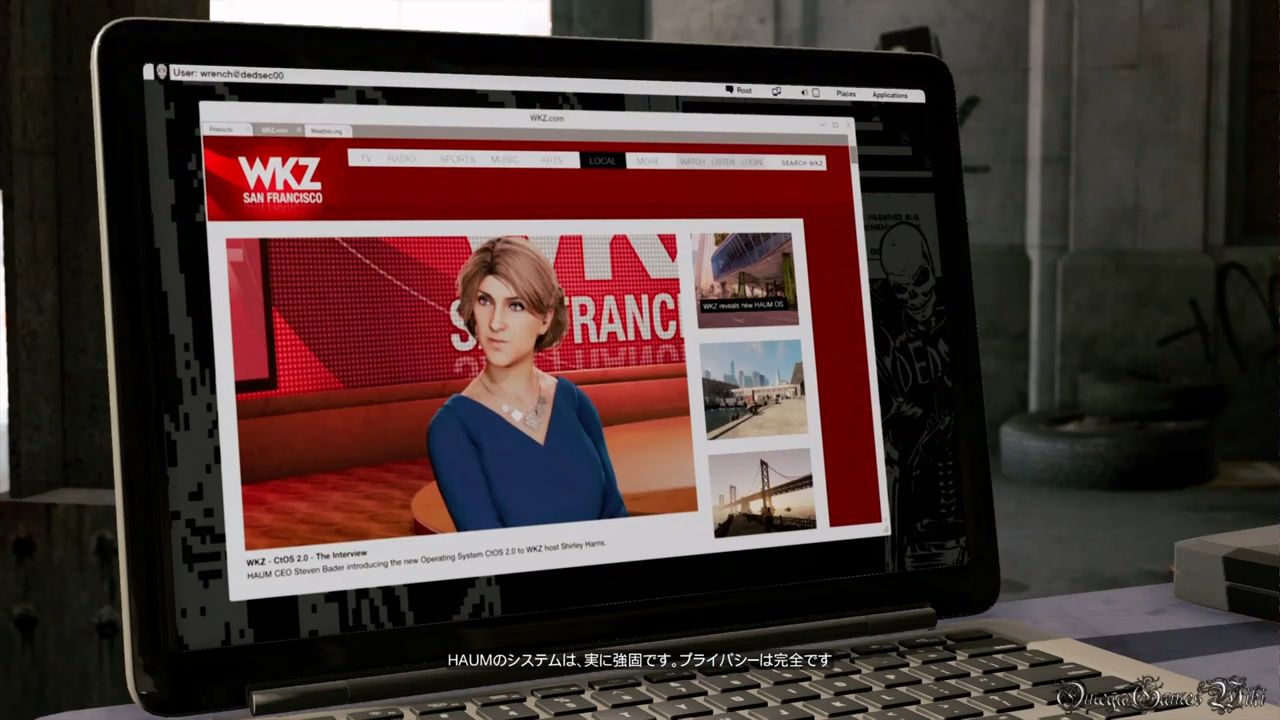 User: wrench@dedsec00
Root
Places
Applications
WKZ.com
WKZ.com
WKZ
SAN FRANCISCO
TV RADIO SPORTS MUSIC ARTS LOCAL MORE WATCH LISTEN LOGIN SEARCH WKZ
WKZ reveals new HAUM OS
WKZ - CtOS 2.0 - The Interview
HAUM CEO Steven Bader introducing the new Operating System CtOS 2.0 to WKZ host Shirley Harris.
HAUMのシステムは、実に強固です。プライバシーは完全です
OmegaGames Wiki